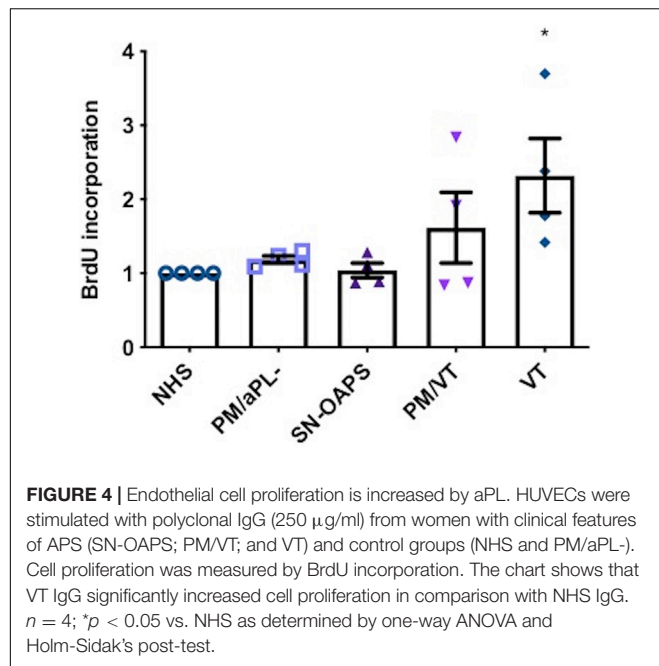 *
4
3
2
1
0
BrdU incorporation
NHS
PM/aPL-
SN-OAPS
PM/VT
VT
FIGURE 4 | Endothelial cell proliferation is increased by aPL. HUVECs were
stimulated with polyclonal IgG (250 μg/ml) from women with clinical features
of APS (SN-OAPS; PM/VT; and VT) and control groups (NHS and PM/aPL-).
Cell proliferation was measured by BrdU incorporation. The chart shows that
VT IgG significantly increased cell proliferation in comparison with NHS IgG.
n = 4; *p < 0.05 vs. NHS as determined by one-way ANOVA and
Holm-Sidak's post-test.